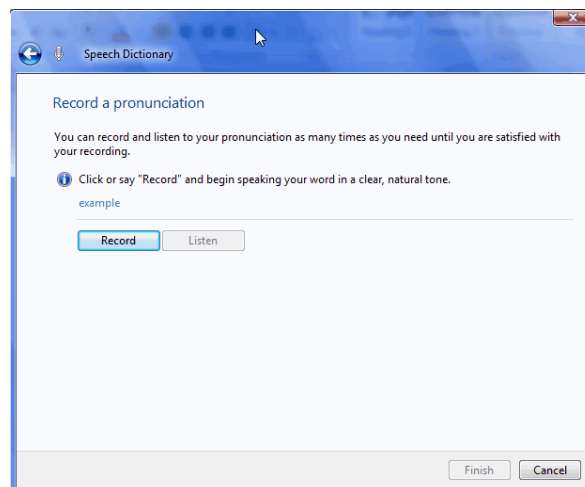 Speech Dictionary
Record a pronunciation
You can record and listen to your pronunciation as many times as you need until you are satisfied with
your recording.
Click or say "Record" and begin speaking your word in a clear, natural tone.
example
Record Listen
Finish Cancel